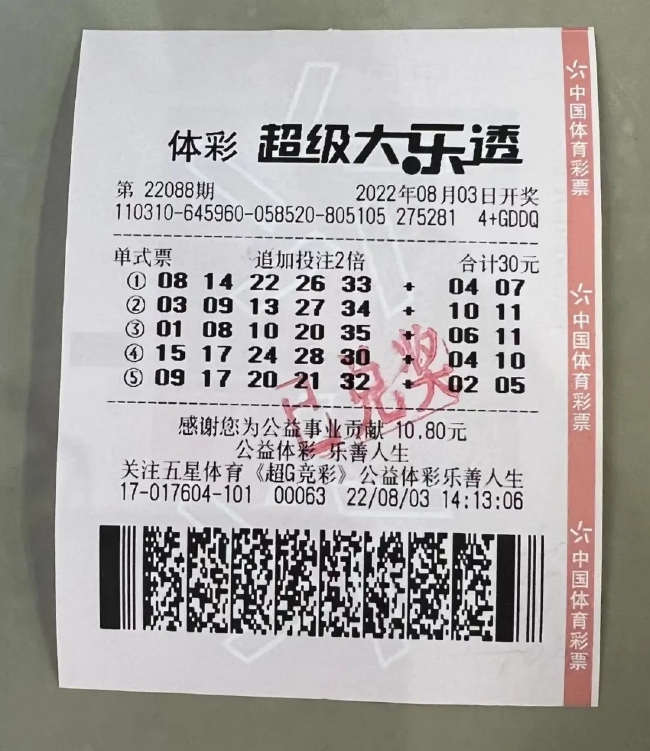 体彩 超级大乐透
第 22088期 2022年08月03日开奖
110310-645960-058520-805105 275281 4+GDDQ
单式票 追加投注2倍 合计30元
① 08 14 22 26 33 + 04 07
② 03 09 13 27 34 + 10 11
③ 01 08 10 20 35 + 06 11
④ 15 17 24 28 30 + 04 10
⑤ 09 17 20 21 32 + 02 05
已兑奖
感谢您为公益事业贡献 10.80元
公益体彩 乐善人生
关注五星体育《超G竞彩》公益体彩乐善人生
17-017604-101 00063 22/08/03 14:13:06
中国体育彩票
中国体育彩票
中国体育彩票